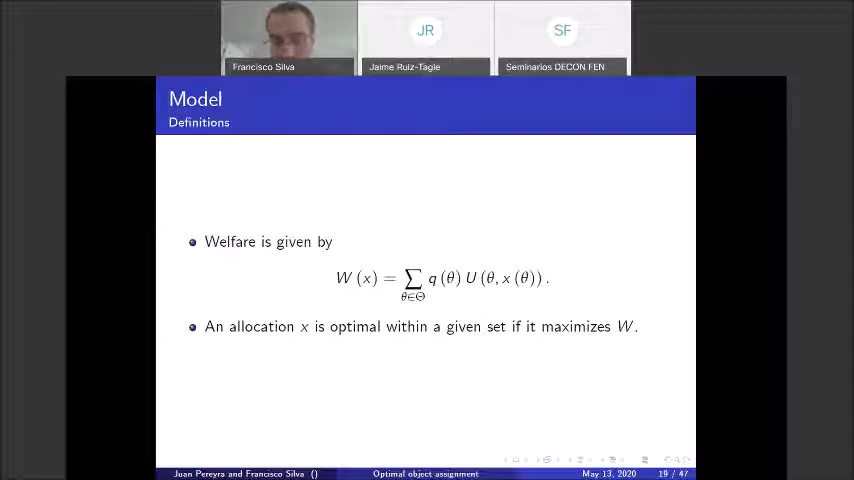 JR
SF
Francisco Silva
Jaime Ruiz-Tagle
Seminarios DECON FEN
Model
Definitions
Welfare is given by
W (x) = ∑ q (θ) U (θ, x (θ)) .
θ∈Θ
An allocation x is optimal within a given set if it maximizes W.
Juan Pereyra and Francisco Silva ()
Optimal object assignment
May 13, 2020
19 / 47